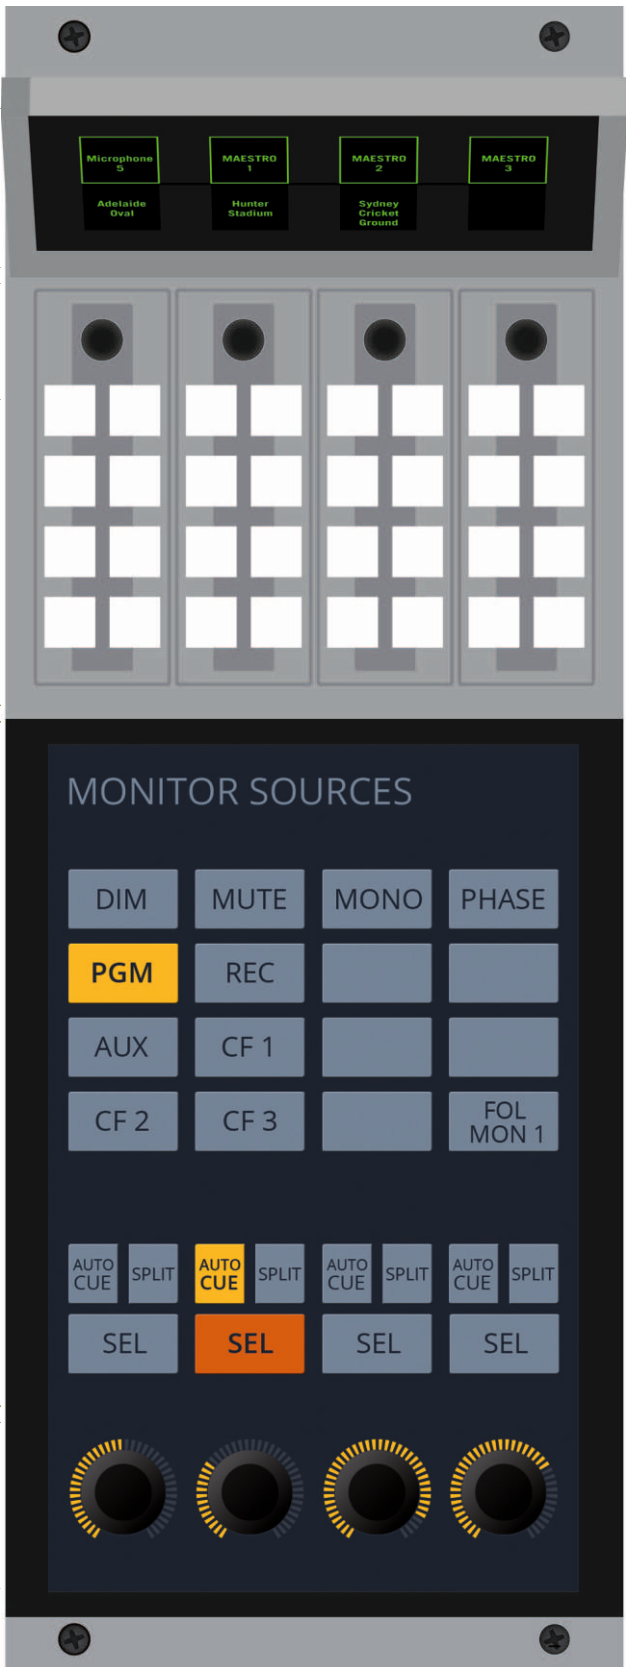 Microphone
5
MAESTRO
1
MAESTRO
2
MAESTRO
3
Adelaide
Oval
Hunter
Stadium
Sydney
Cricket
Ground
MONITOR SOURCES
DIM
MUTE
MONO
PHASE
PGM
REC
AUX
CF 1
CF 2
CF 3
FOL
MON 1
AUTO
CUE
SPLIT
AUTO
CUE
SPLIT
AUTO
CUE
SPLIT
AUTO
CUE
SPLIT
SEL
SEL
SEL
SEL